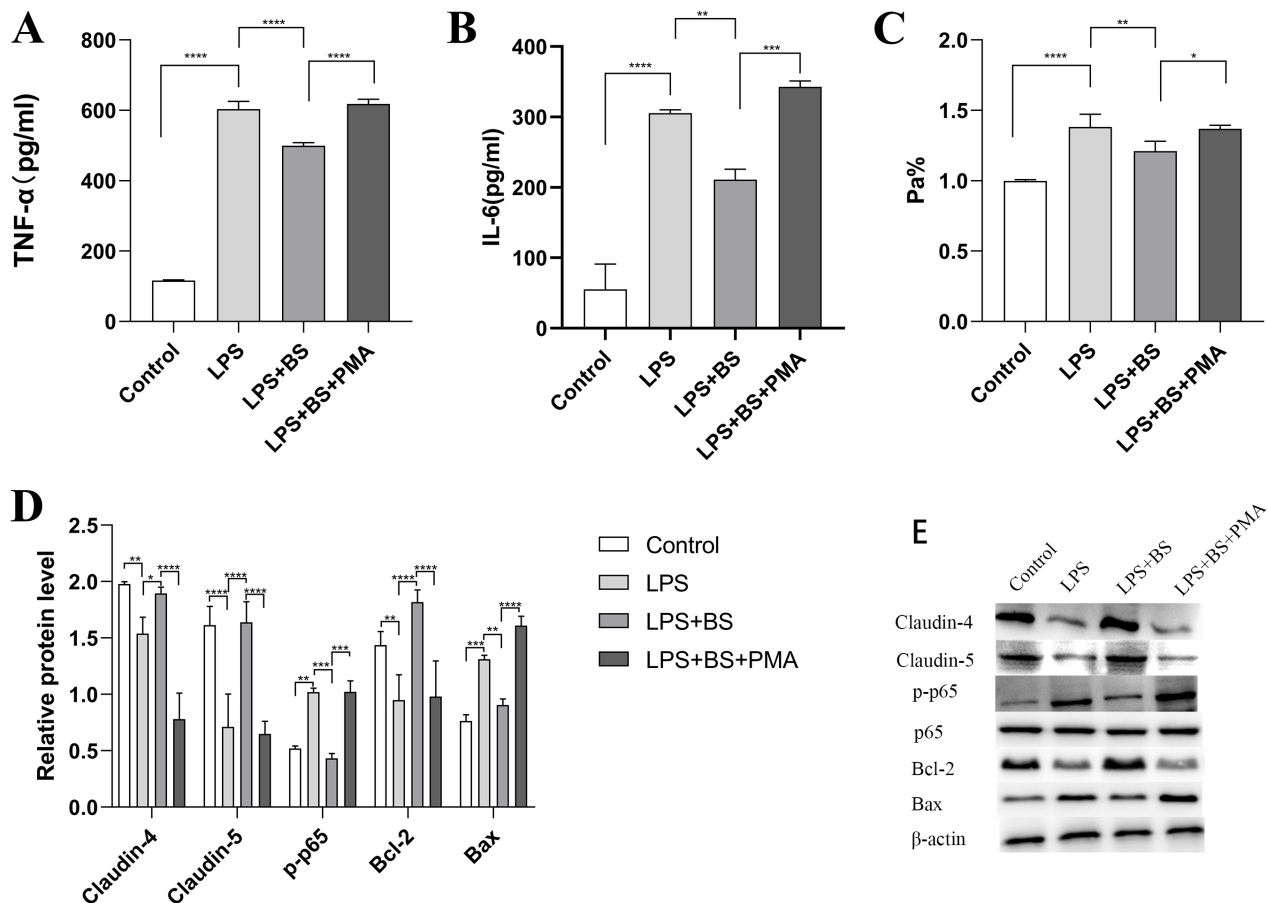 A
TNF-α(pg/ml)
800
600
400
200
0
****
****
****
Control
LPS
LPS+BS
LPS+BS+PMA
B
IL-6(pg/ml)
400
300
200
100
0
****
**
***
Control
LPS
LPS+BS
LPS+BS+PMA
C
Pa%
2.0
1.5
1.0
0.5
0.0
****
**
*
Control
LPS
LPS+BS
LPS+BS+PMA
D
Relative protein level
2.5
2.0
1.5
1.0
0.5
0.0
** * ****
**** **** ****
** *** ***
** **** ****
*** ** ****
Claudin-4
Claudin-5
p-p65
Bcl-2
Bax
Control
LPS
LPS+BS
LPS+BS+PMA
E
Control
LPS
LPS+BS
LPS+BS+PMA
Claudin-4
Claudin-5
p-p65
p65
Bcl-2
Bax
β-actin